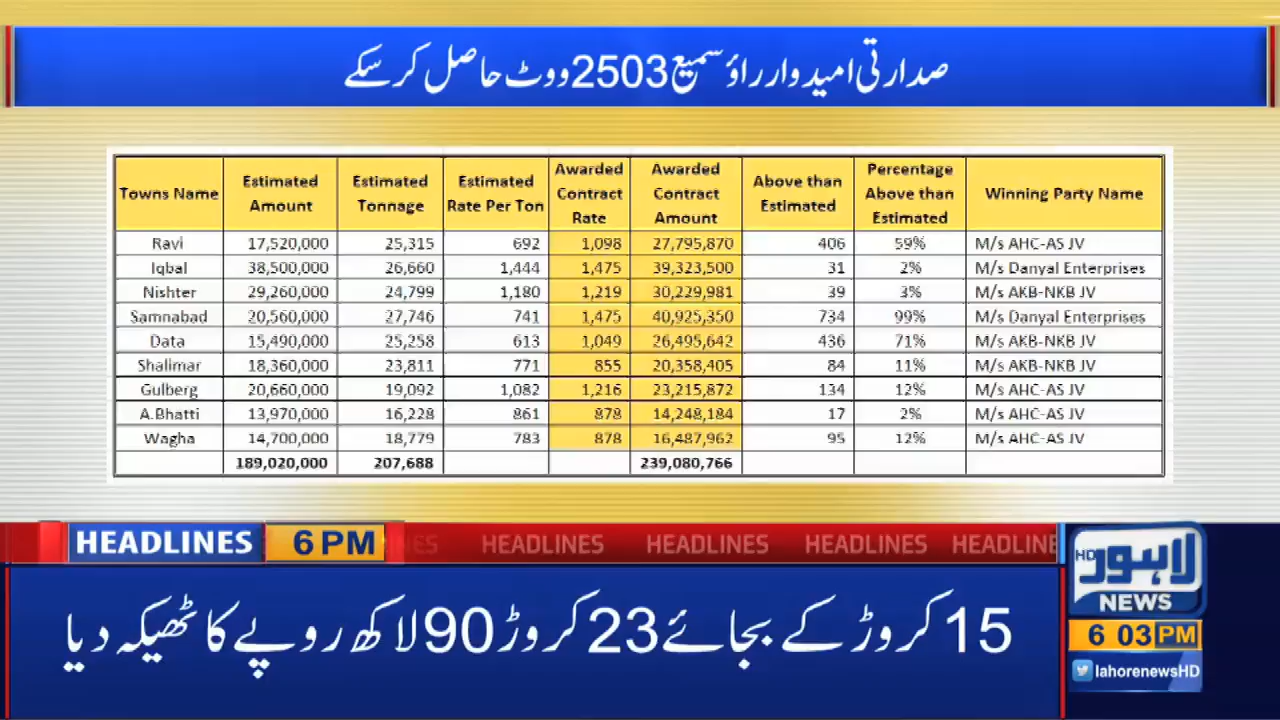 صدارتی امیدوار راؤ سمیع 2503 ووٹ حاصل کر سکے
Towns Name Estimated Amount Estimated Tonnage Estimated Rate Per Ton Awarded Contract Rate Awarded Contract Amount Above than Estimated Percentage Above than Estimated Winning Party Name
Ravi 17,520,000 25,315 692 1,098 27,795,870 406 59% M/s AHC-AS JV
Iqbal 38,500,000 26,660 1,444 1,475 39,323,500 31 2% M/s Danyal Enterprises
Nishter 29,260,000 24,799 1,180 1,219 30,229,981 39 3% M/s AKB-NKB JV
Samnabad 20,560,000 27,746 741 1,475 40,925,350 734 99% M/s Danyal Enterprises
Data 15,490,000 25,258 613 1,049 26,495,642 436 71% M/s AKB-NKB JV
Shalimar 18,360,000 23,811 771 855 20,358,405 84 11% M/s AKB-NKB JV
Gulberg 20,660,000 19,092 1,082 1,216 23,215,872 134 12% M/s AHC-AS JV
A.Bhatti 13,970,000 16,228 861 878 14,248,184 17 2% M/s AHC-AS JV
Wagha 14,700,000 18,779 783 878 16,487,962 95 12% M/s AHC-AS JV
189,020,000 207,688 239,080,766
HEADLINES 6 PM HEADLINES HEADLINES HEADLINES HEADLINE
15 کروڑ کے بجائے 23 کروڑ 90 لاکھ روپے کا ٹھیکہ دیا
HD لاہور
NEWS
6 03 PM
lahorenewsHD